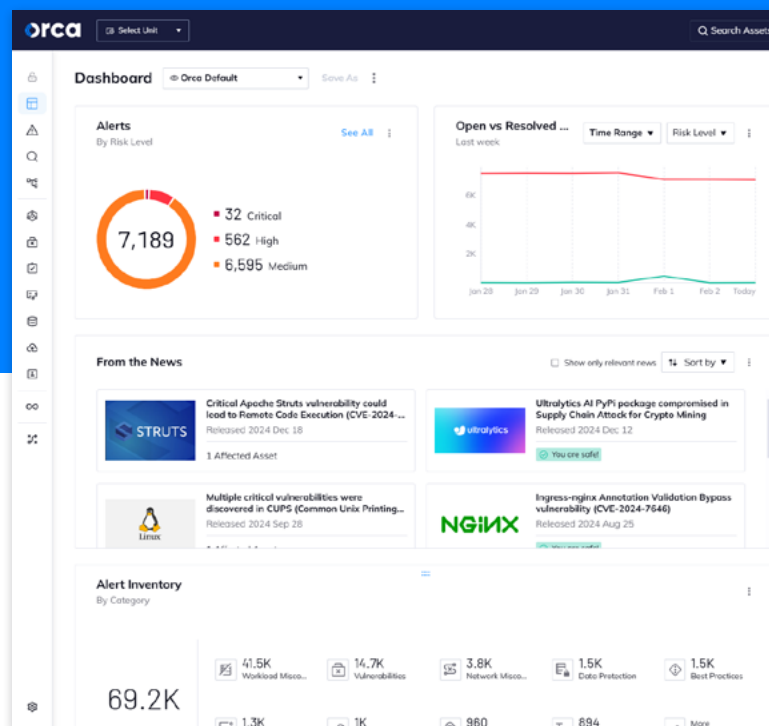 orca
Select Unit
Search Assets
Dashboard
Orca Default
Save As
Alerts
By Risk Level
See All
7,189
32 Critical
562 High
6,595 Medium
Open vs Resolved ...
Last week
Time Range
Risk Level
6K
4K
2K
Jan 28 Jan 29 Jan 30 Jan 31 Feb 1 Feb 2 Today
From the News
Show only relevant news
Sort by
STRUTS
Critical Apache Struts vulnerability could
lead to Remote Code Execution (CVE-2024-...
Released 2024 Dec 18
1 Affected Asset
ultralytics
Ultralytics AI PyPi package compromised in
Supply Chain Attack for Crypto Mining
Released 2024 Dec 12
You are safe!
Linux
Multiple critical vulnerabilities were
discovered in CUPS (Common Unix Printing...
Released 2024 Sep 28
1 Affected Asset
NGINX
Ingress-nginx Annotation Validation Bypass
vulnerability (CVE-2024-7646)
Released 2024 Aug 25
You are safe!
Alert Inventory
By Category
69.2K
41.5K
Workload Misco...
14.7K
Vulnerabilities
3.8K
Network Misco...
1.5K
Data Protection
1.5K
Best Practices
1.3K
1K
960
894
More